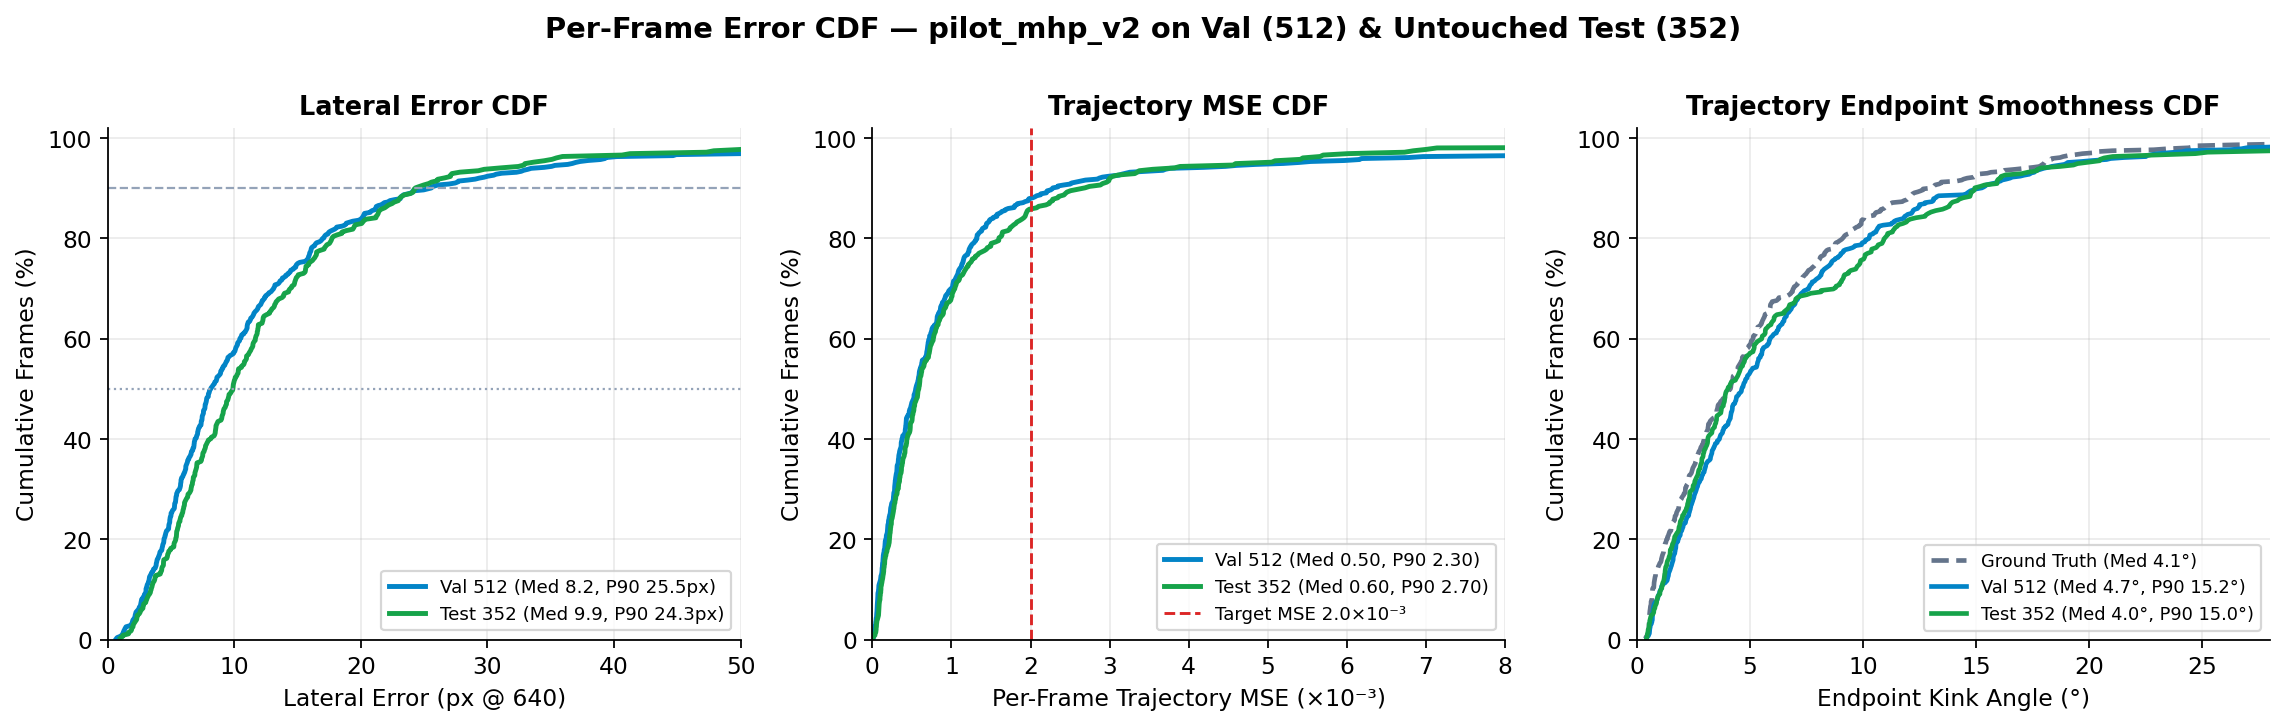 Per-Frame Error CDF — pilot_mhp_v2 on Val (512) & Untouched Test (352)
Lateral Error CDF
Cumulative Frames (%)
100
80
60
40
20
0
0 10 20 30 40 50
Lateral Error (px @ 640)
Val 512 (Med 8.2, P90 25.5px)
Test 352 (Med 9.9, P90 24.3px)
Trajectory MSE CDF
Cumulative Frames (%)
100
80
60
40
20
0
0 1 2 3 4 5 6 7 8
Per-Frame Trajectory MSE (×10⁻³)
Val 512 (Med 0.50, P90 2.30)
Test 352 (Med 0.60, P90 2.70)
Target MSE 2.0×10⁻³
Trajectory Endpoint Smoothness CDF
Cumulative Frames (%)
100
80
60
40
20
0
0 5 10 15 20 25
Endpoint Kink Angle (°)
Ground Truth (Med 4.1°)
Val 512 (Med 4.7°, P90 15.2°)
Test 352 (Med 4.0°, P90 15.0°)